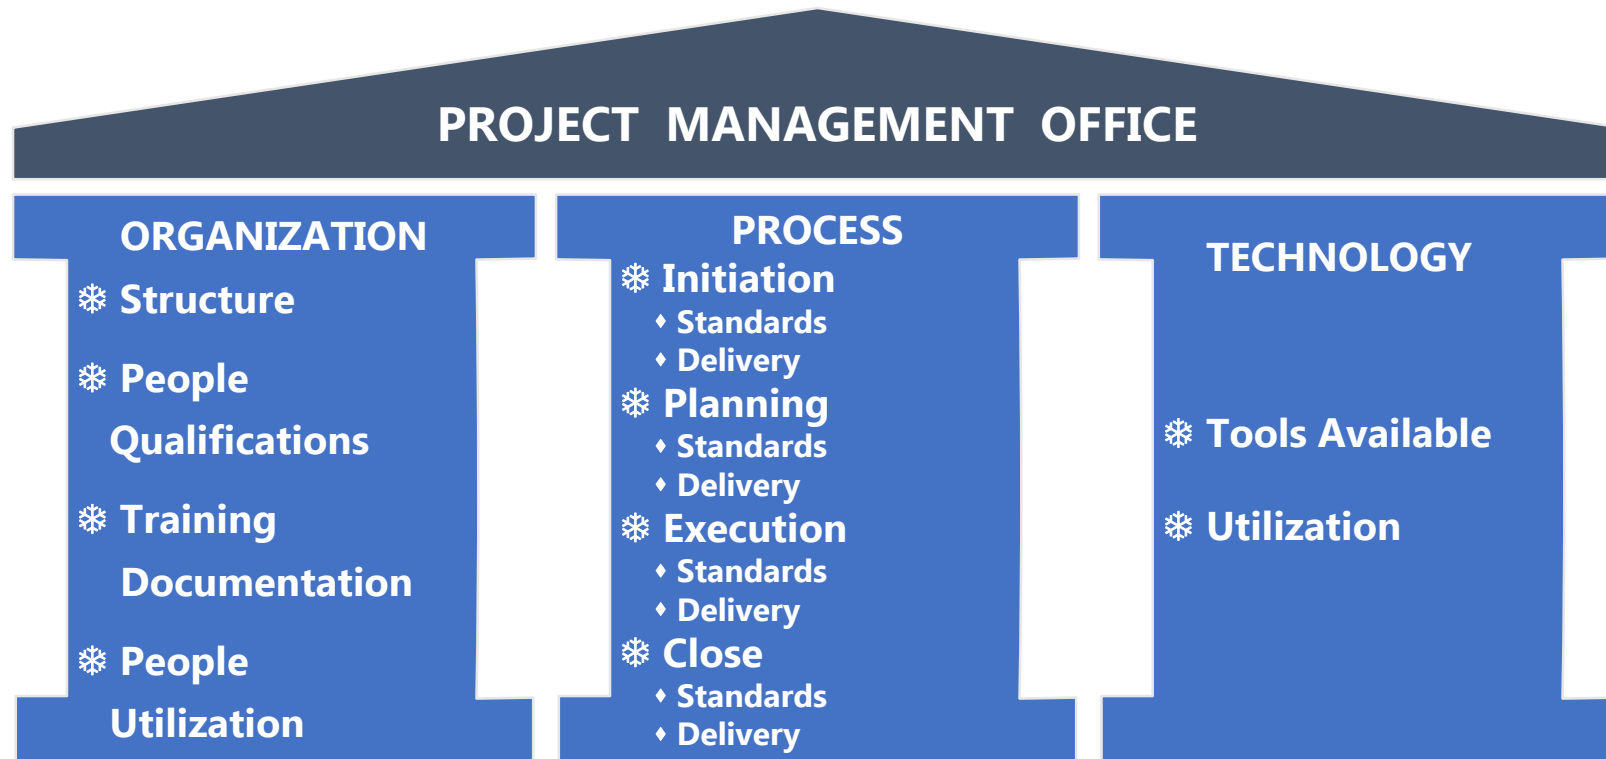 PROJECT MANAGEMENT OFFICE
ORGANIZATION
❄ Structure
❄ People
Qualifications
❄ Training
Documentation
❄ People
Utilization
PROCESS
❄ Initiation
♦ Standards
♦ Delivery
❄ Planning
♦ Standards
♦ Delivery
❄ Execution
♦ Standards
♦ Delivery
❄ Close
♦ Standards
♦ Delivery
TECHNOLOGY
❄ Tools Available
❄ Utilization